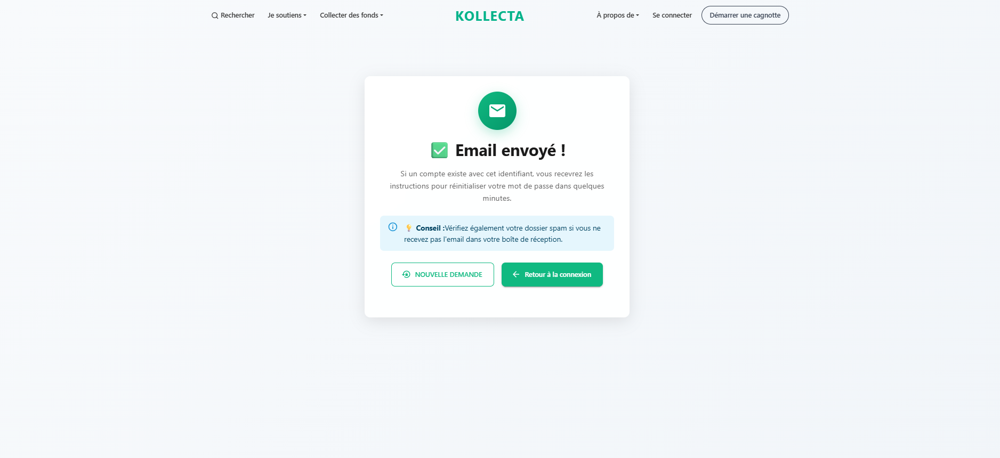 Rechercher Je soutiens Collecter des fonds KOLLECTA À propos de Se connecter Démarrer une cagnotte
✅ Email envoyé !
Si un compte existe avec cet identifiant, vous recevrez les
instructions pour réinitialiser votre mot de passe dans quelques
minutes.
💡 Conseil :Vérifiez également votre dossier spam si vous ne
recevez pas l'email dans votre boîte de réception.
NOUVELLE DEMANDE Retour à la connexion